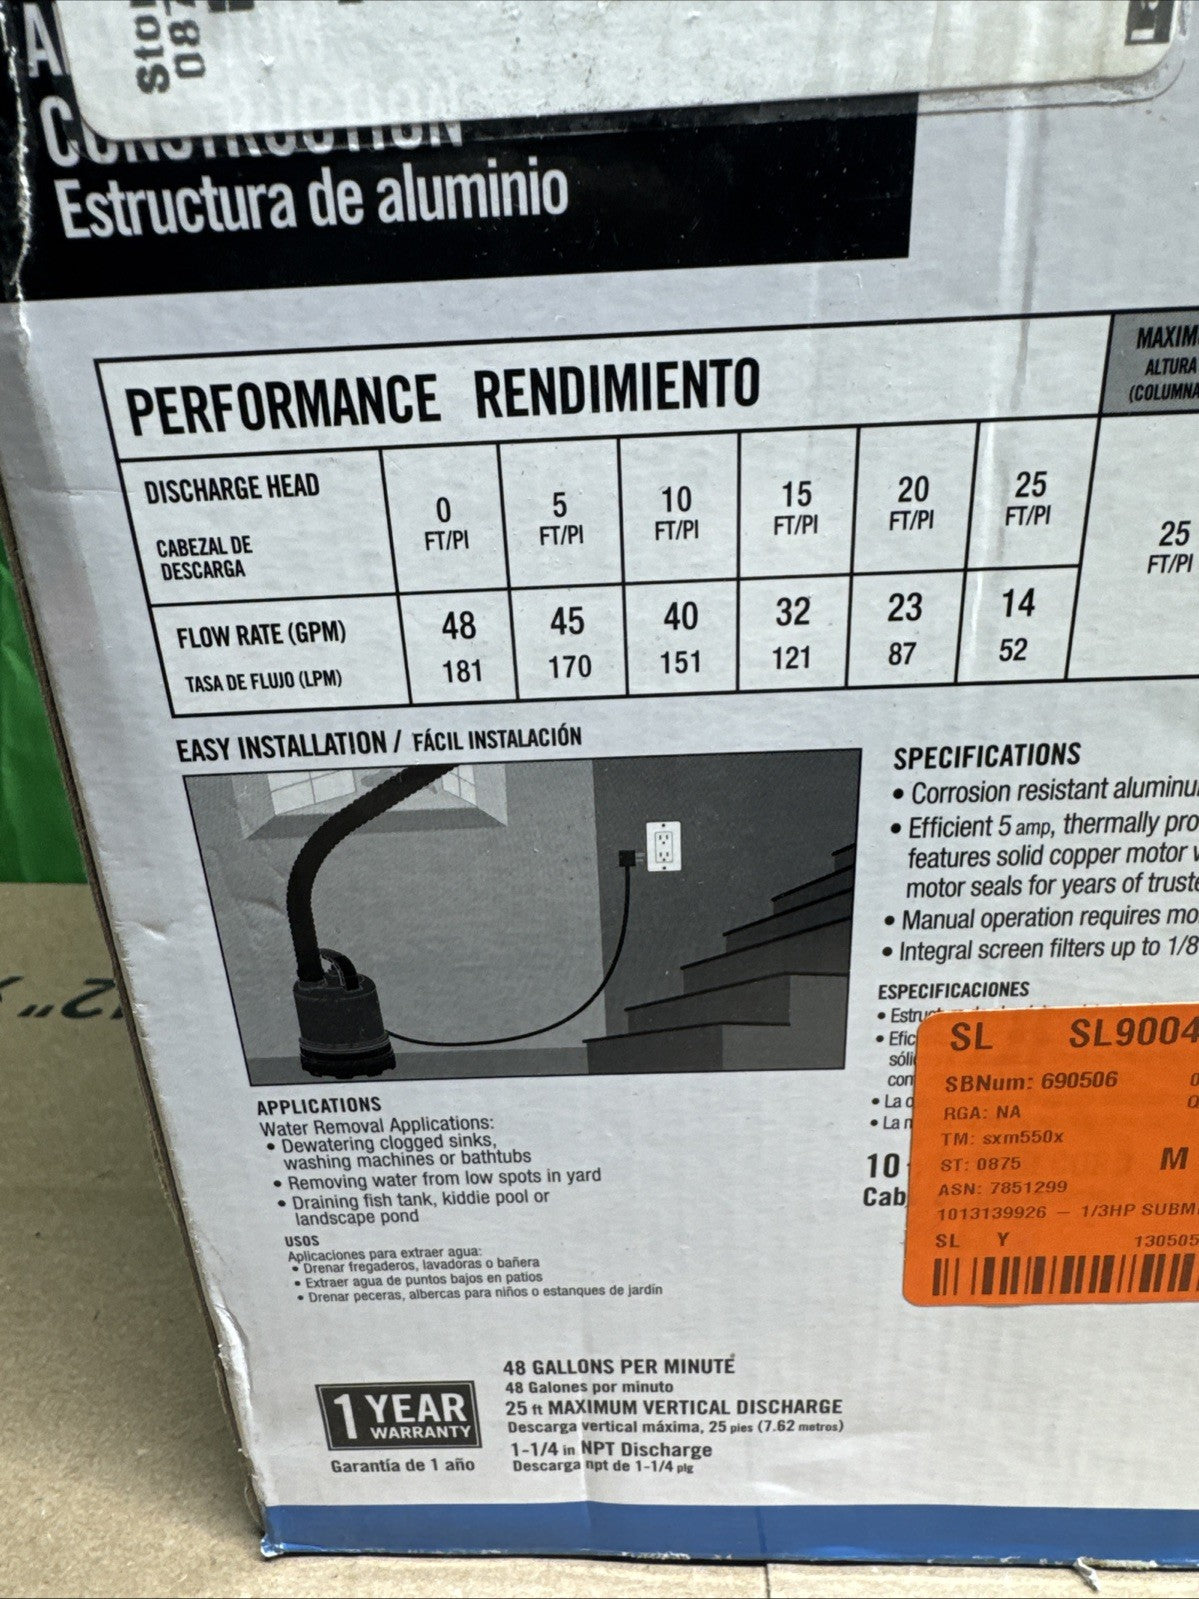 CONSTRUCTION
Estructura de aluminio
PERFORMANCE RENDIMIENTO
ALTURA
DISCHARGE HEAD
CABEZAL DE
DESCARGA
0 FT/PI
5 FT/PI
10 FT/PI
15 FT/PI
20 FT/PI
25 FT/PI
25 FT/PI
FLOW RATE (GPM) 48 45 40 32 23 14
TASA DE FLUJO (LPM) 181 170 151 121 87 52
EASY INSTALLATION / FÁCIL INSTALACIÓN
SPECIFICATIONS
• Corrosion resistant
• Efficient 5 amp, thermally
features solid copper motor
motor seals for years of
• Manual operation requires
• Integral screen filters up to 1/8
ESPECIFICACIONES
• La
• La
10
SL SL9004
SBNum: 690506
RGA: NA
TM: sxm550x
ST: 0875 M
ASN: 7851299
1013139926 – 1/3HP
SL Y 130505
APPLICATIONS
Water Removal Applications:
• Dewatering clogged sinks,
washing machines or bathtubs
• Removing water from low spots in yard
• Draining fish tank, kiddie pool or
landscape pond
USOS
Aplicaciones para extraer agua:
• Drenar fregaderos, lavadoras o bañera
• Extraer agua de puntos bajos en patios
• Drenar peceras, albercas para niños o estanques de jardín
1 YEAR
WARRANTY
Garantía de 1 año
48 GALLONS PER MINUTE
48 Galones por minuto
25 ft MAXIMUM VERTICAL DISCHARGE
Descarga vertical máxima, 25 pies (7.62 metros)
1-1/4 in NPT Discharge
Descarga npt de 1-1/4 plg